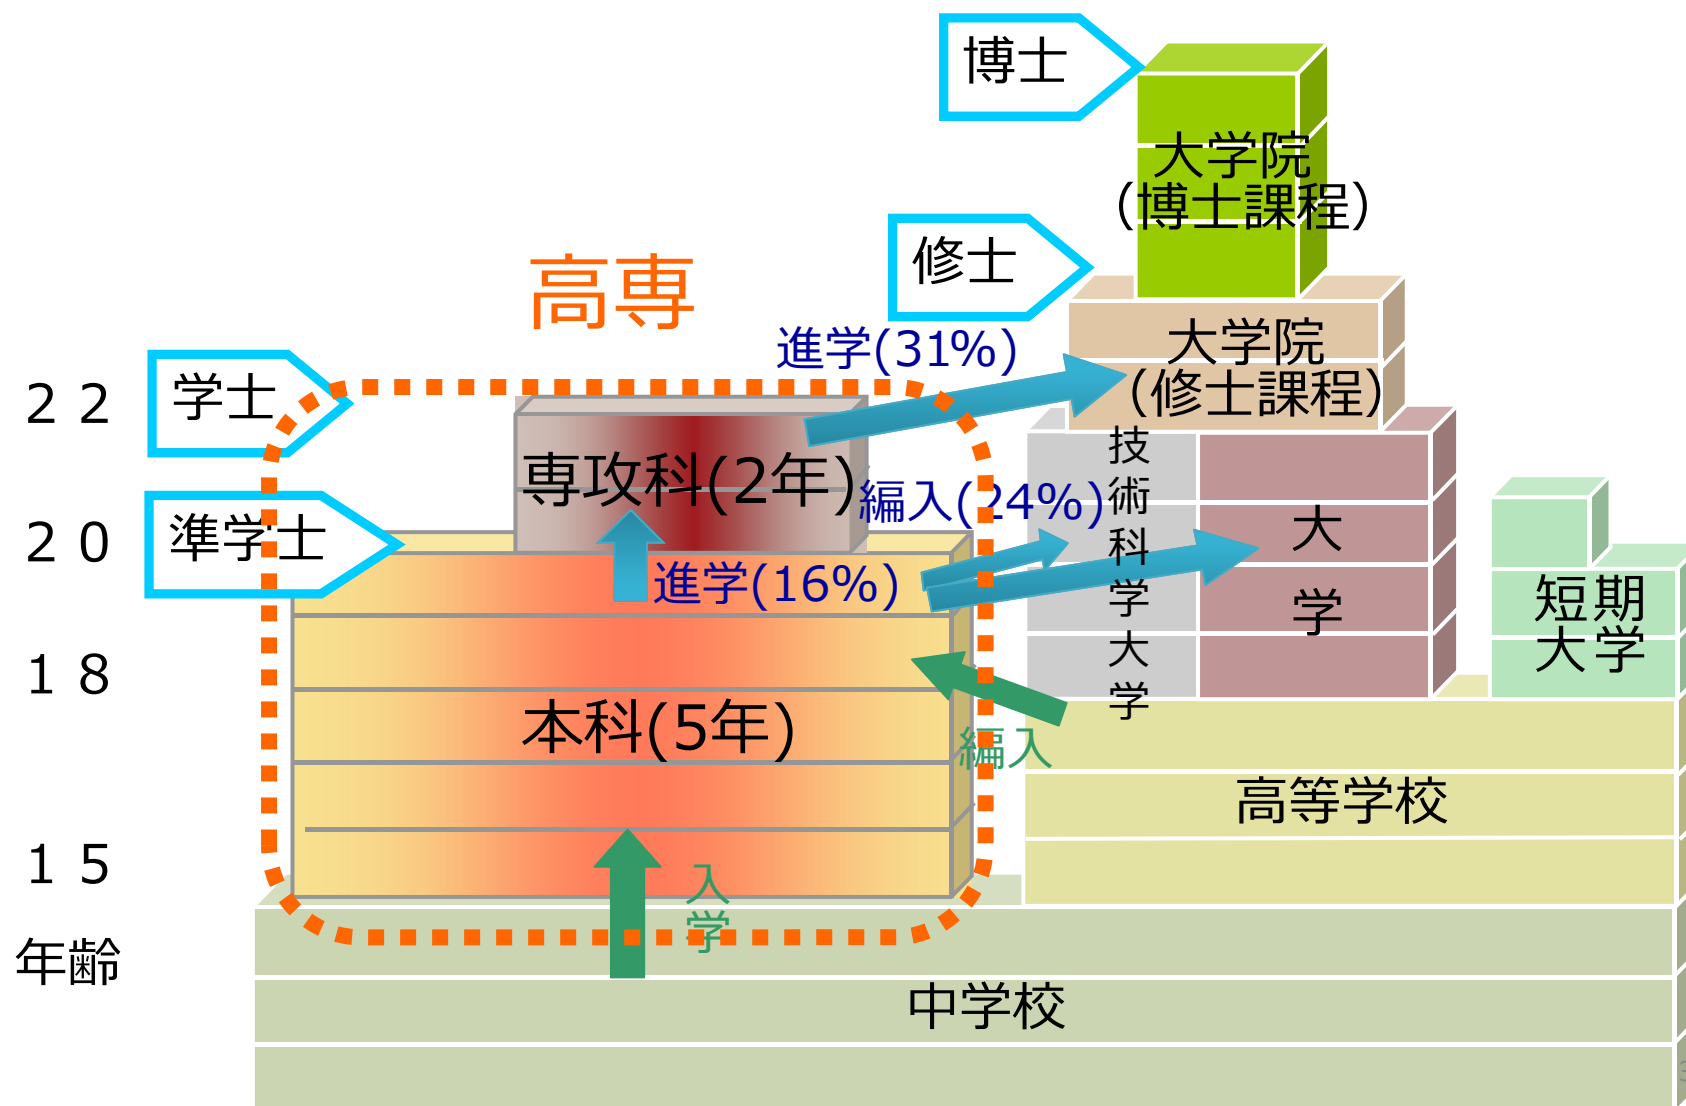 博士
大学院
(博士課程)
修士
高専
進学(31%)
大学院
(修士課程)
22
学士
技術科学大学
専攻科(2年)
編入(24%)
大学
20
準学士
進学(16%)
短期
大学
18
本科(5年)
編入
高等学校
15
入学
年齢
中学校